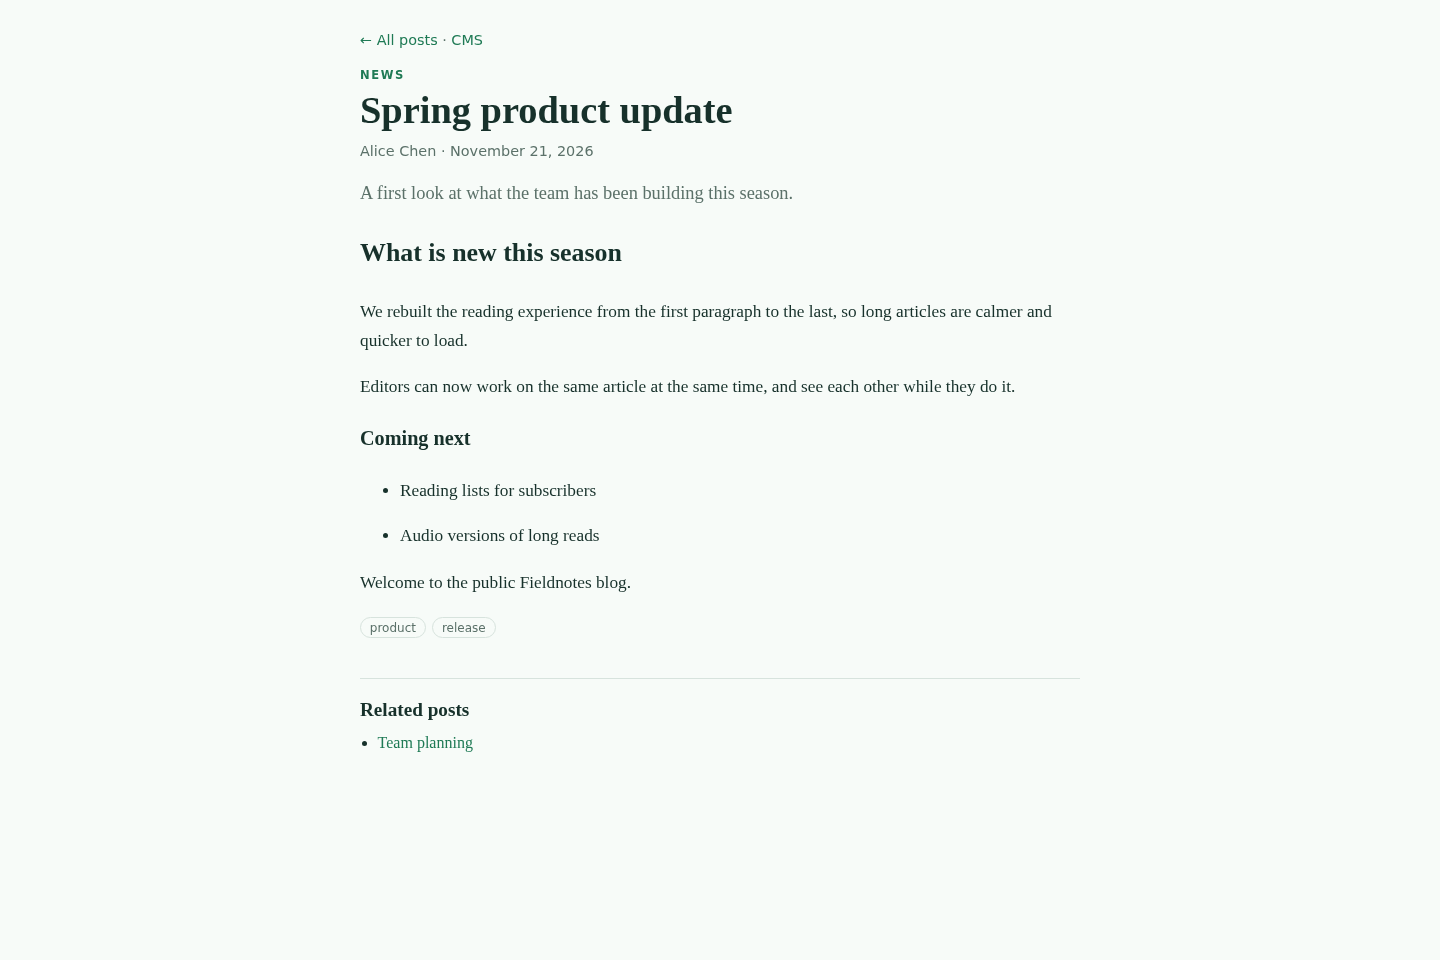 ← All posts · CMS
NEWS
Spring product update
Alice Chen · November 21, 2026
A first look at what the team has been building this season.
What is new this season
We rebuilt the reading experience from the first paragraph to the last, so long articles are calmer and
quicker to load.
Editors can now work on the same article at the same time, and see each other while they do it.
Coming next
• Reading lists for subscribers
• Audio versions of long reads
Welcome to the public Fieldnotes blog.
product release
Related posts
• Team planning